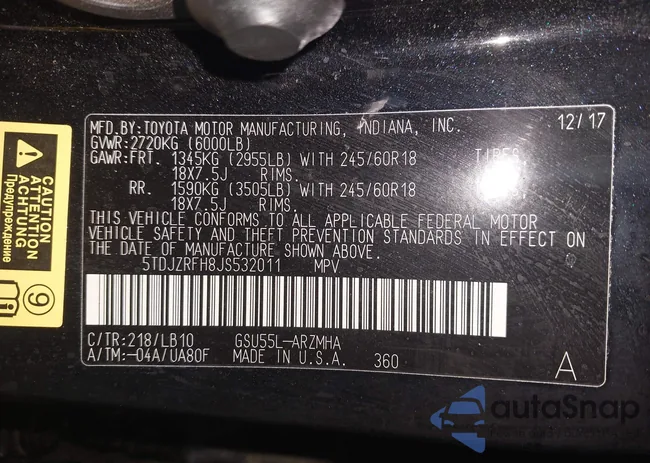 MFD.BY:TOYOTA MOTOR MANUFACTURING, INDIANA, INC. 12/17
GVWR:2720KG (6000LB)
GAWR:FRT. 1345KG (2955LB) WITH 245/60R18 TIRES
18X7.5J RIMS.
RR. 1590KG (3505LB) WITH 245/60R18
18X7.5J RIMS.
THIS VEHICLE CONFORMS TO ALL APPLICABLE FEDERAL MOTOR
VEHICLE SAFETY AND THEFT PREVENTION STANDARDS IN EFFECT ON
THE DATE OF MANUFACTURE SHOWN ABOVE.
5TDJZRFH8JS532011 MPV
C/TR:218/LB10 GSU55L-ARZMHA
A/TM:-04A/UA80F MADE IN U.S.A. 360 A
CAUTION
ATTENTION
ACHTUNG
Предупреждение
9
autoSnap